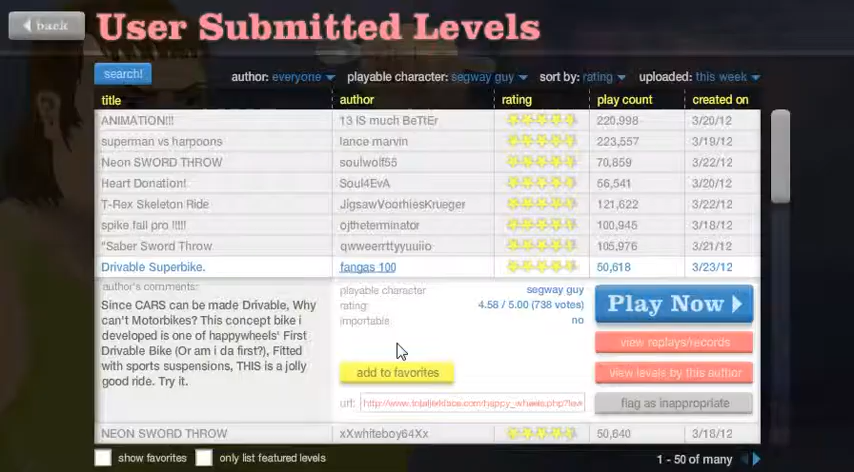 back
User Submitted Levels
search! author: everyone playable character: segway guy sort by: rating uploaded: this week
title author rating play count created on
ANIMATION!!! 13 IS much BeTtEr 220,998 3/20/12
superman vs harpoons lance marvin 223,557 3/19/12
Neon SWORD THROW soulwolf55 70,859 3/22/12
Heart Donation! Soul4EvA 56,541 3/20/12
T-Rex Skeleton Ride JigsawVoorhiesKrueger 121,622 3/22/12
spike fall pro !!!!! ojtheterminator 100,945 3/18/12
"Saber Sword Throw qwweerrttyyuuiio 105,976 3/21/12
Drivable Superbike. fangas 100 50,618 3/23/12
author's comments:
Since CARS can be made Drivable, Why
can't Motorbikes? This concept bike i
developed is one of happywheels' First
Drivable Bike (Or am i da first?), Fitted
with sports suspensions, THIS is a jolly
good ride. Try it.
playable character segway guy
rating: 4.58 / 5.00 (738 votes)
importable no
add to favorites
url:
Play Now
view replays/records
view levels by this author
flag as inappropriate
NEON SWORD THROW xXwhiteboy64Xx 50,640 3/18/12
show favorites only list featured levels 1 - 50 of many